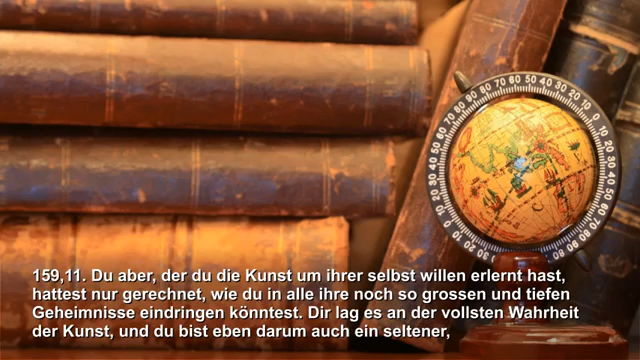 159,11. Du aber, der du die Kunst um ihrer selbst willen erlernt hast,
hattest nur gerechnet, wie du in alle ihre noch so grossen und tiefen
Geheimnisse eindringen könntest. Dir lag es an der vollsten Wahrheit
der Kunst, und du bist eben darum auch ein seltener,